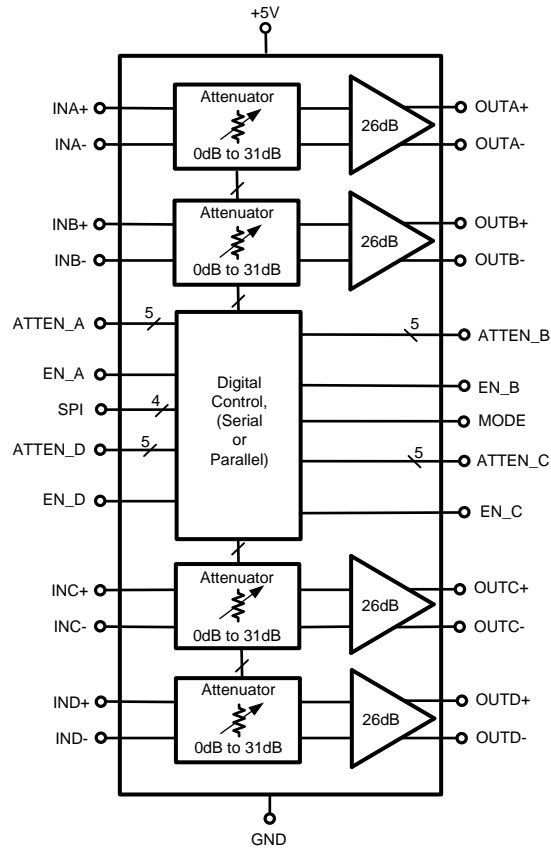 +5V
INA+
INA-
Attenuator
0dB to 31dB
26dB
OUTA+
OUTA-
INB+
INB-
Attenuator
0dB to 31dB
26dB
OUTB+
OUTB-
ATTEN_A
5
EN_A
SPI
4
ATTEN_D
5
EN_D
Digital
Control,
(Serial
or
Parallel)
5
ATTEN_B
EN_B
MODE
5
ATTEN_C
EN_C
INC+
INC-
Attenuator
0dB to 31dB
26dB
OUTC+
OUTC-
IND+
IND-
Attenuator
0dB to 31dB
26dB
OUTD+
OUTD-
GND